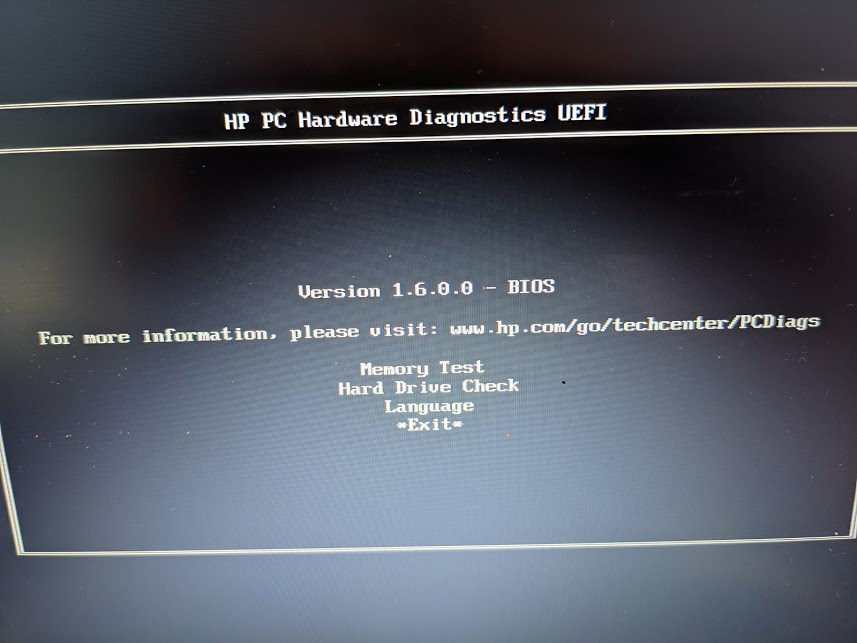 HP PC Hardware Diagnostics UEFI
Version 1.6.0.0 - BIOS
For more information, please visit: www.hp.com/go/techcenter/PCDiags
Memory Test
Hard Drive Check
Language
*Exit*